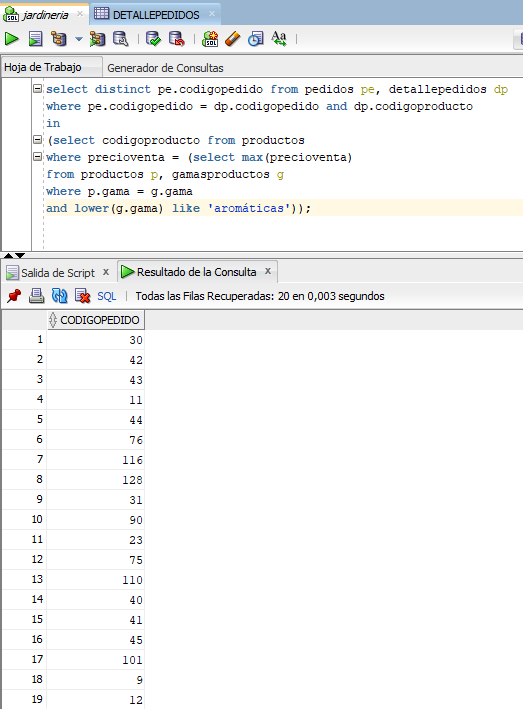 jardineria x DETALLEPEDIDOS x
SQL
Hoja de Trabajo Generador de Consultas
select distinct pe.codigopedido from pedidos pe, detallepedidos dp
where pe.codigopedido = dp.codigopedido and dp.codigoproducto
in
(select codigoproducto from productos
where precioventa = (select max(precioventa)
from productos p, gamasproductos g
where p.gama = g.gama
and lower(g.gama) like 'aromáticas'));
Salida de Script x Resultado de la Consulta x
SQL | Todas las Filas Recuperadas: 20 en 0,003 segundos
CODIGOPEDIDO
1 30
2 42
3 43
4 11
5 44
6 76
7 116
8 128
9 31
10 90
11 23
12 75
13 110
14 40
15 41
16 45
17 101
18 9
19 12